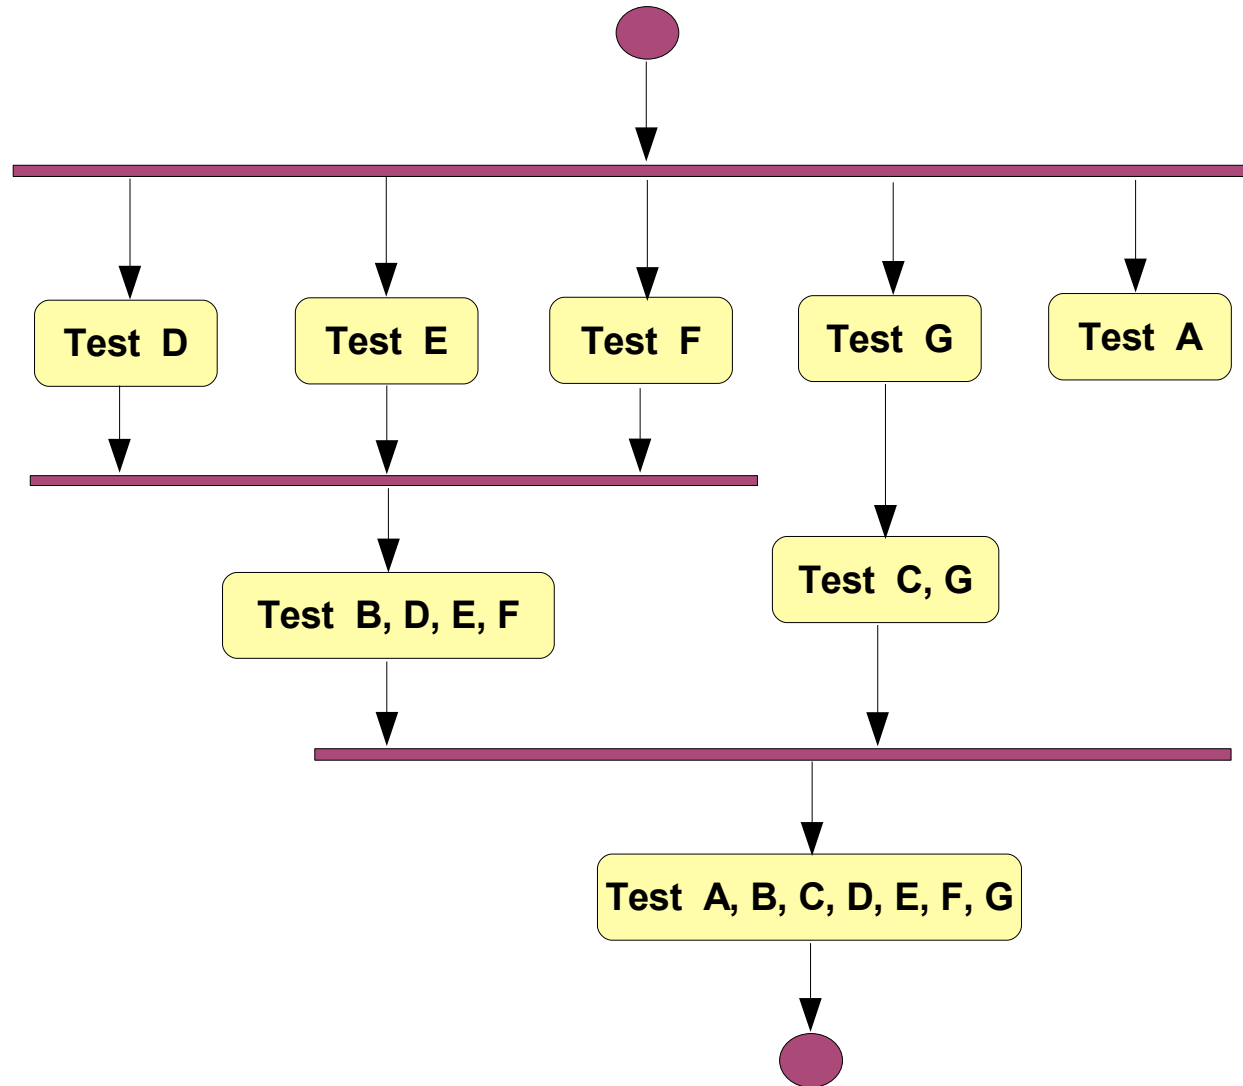 Test D
Test E
Test F
Test G
Test A
Test C, G
Test B, D, E, F
Test A, B, C, D, E, F, G